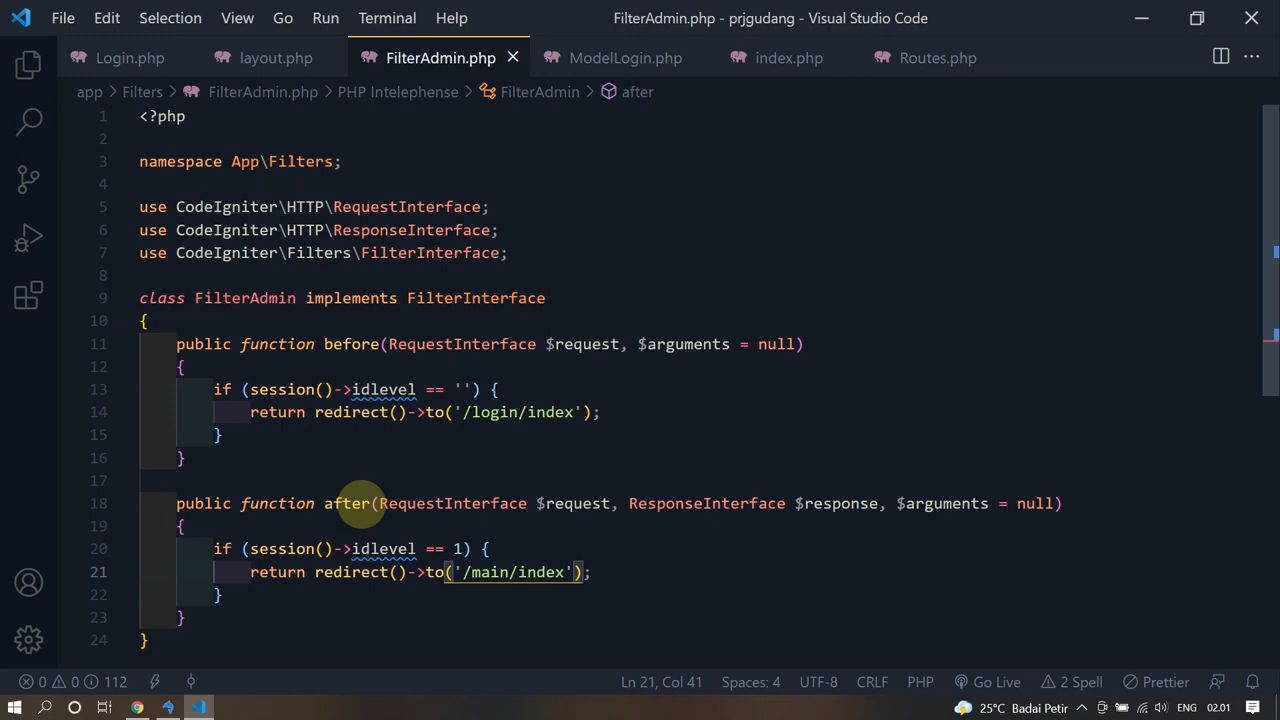 File Edit Selection View Go Run Terminal Help FilterAdmin.php - prjgudang - Visual Studio Code
Login.php layout.php FilterAdmin.php ModelLogin.php index.php Routes.php
app > Filters > FilterAdmin.php > PHP Intelephense > FilterAdmin > after
1 <?php
2
3 namespace App\Filters;
4
5 use CodeIgniter\HTTP\RequestInterface;
6 use CodeIgniter\HTTP\ResponseInterface;
7 use CodeIgniter\Filters\FilterInterface;
8
9 class FilterAdmin implements FilterInterface
10 {
11 public function before(RequestInterface $request, $arguments = null)
12 {
13 if (session()->idlevel == '') {
14 return redirect()->to('/login/index');
15 }
16 }
17
18 public function after(RequestInterface $request, ResponseInterface $response, $arguments = null)
19 {
20 if (session()->idlevel == 1) {
21 return redirect()->to('/main/index');
22 }
23 }
24 }
0 0 112 Ln 21, Col 41 Spaces: 4 UTF-8 CRLF PHP Go Live 2 Spell Prettier
25°C Badai Petir ENG 02.01